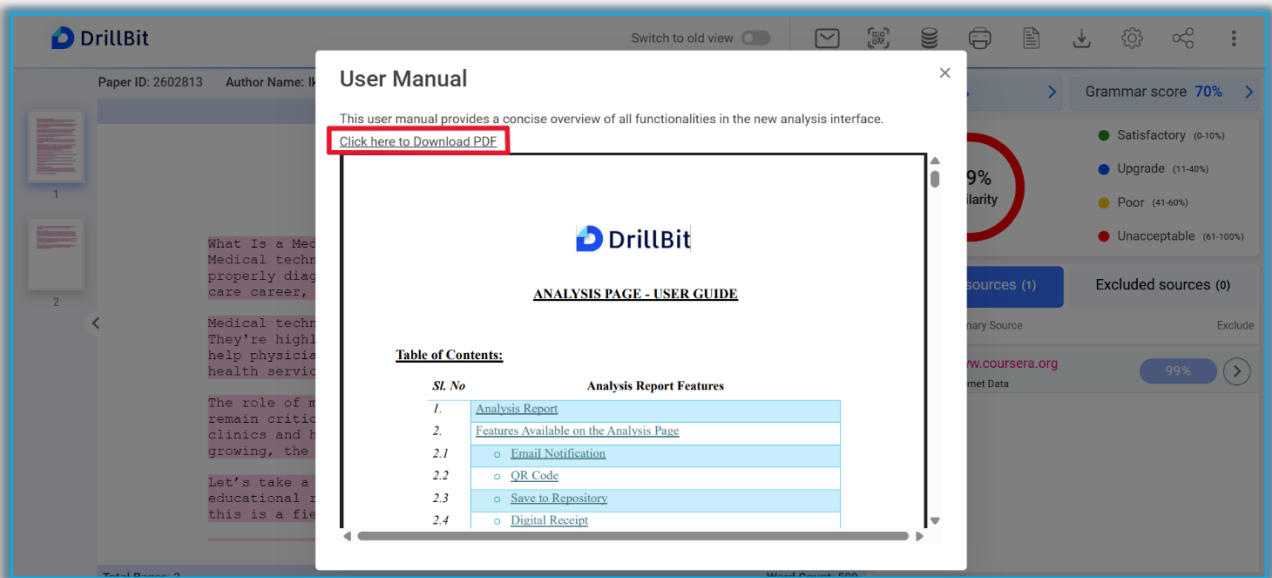 DrillBit
Switch to old view
Paper ID: 2602813 Author Name:
Grammar score 70%
User Manual
This user manual provides a concise overview of all functionalities in the new analysis interface.
Click here to Download PDF
DrillBit
ANALYSIS PAGE - USER GUIDE
Table of Contents:
Sl. No Analysis Report Features
1. Analysis Report
2. Features Available on the Analysis Page
2.1 Email Notification
2.2 QR Code
2.3 Save to Repository
2.4 Digital Receipt
1
2
What Is a Med
Medical techn
properly diag
care career,
Medical techn
They're highl
help physicia
health servic
The role of m
remain critic
clinics and h
growing, the
Let's take a
educational r
this is a fie
9%
ilarity
Satisfactory (0-10%)
Upgrade (11-40%)
Poor (41-60%)
Unacceptable (61-100%)
sources (1) Excluded sources (0)
nary Source Exclude
w.coursera.org 99%
rnet Data
Total Pages: 2 Word Count: 500